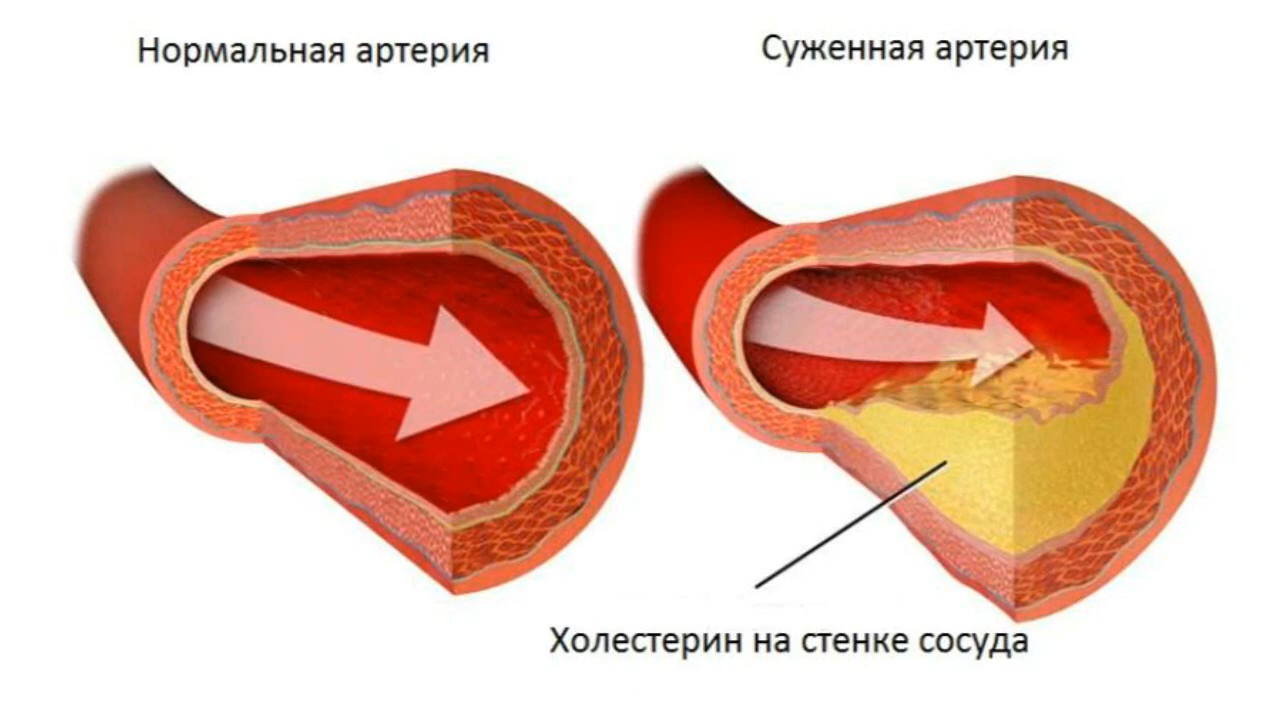 Нормальная артерия
Суженная артерия
Холестерин на стенке сосуда